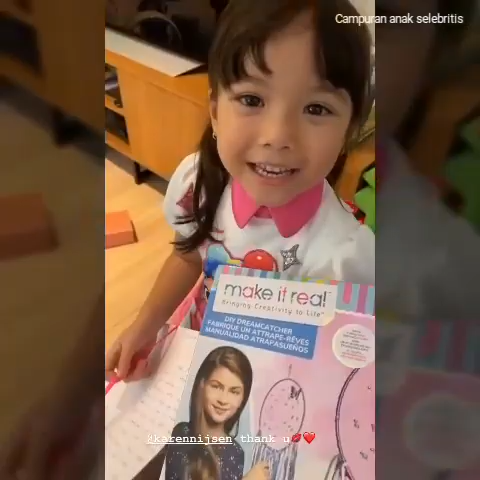 Campuran anak selebritis
make it real!
Bringing Creativity to Life™
DIY DREAMCATCHER
FABRIQUE UN ATTRAPE-RÊVES
MANUALIDAD ATRAPASUEÑOS
@karennijsen thank u💋❤️